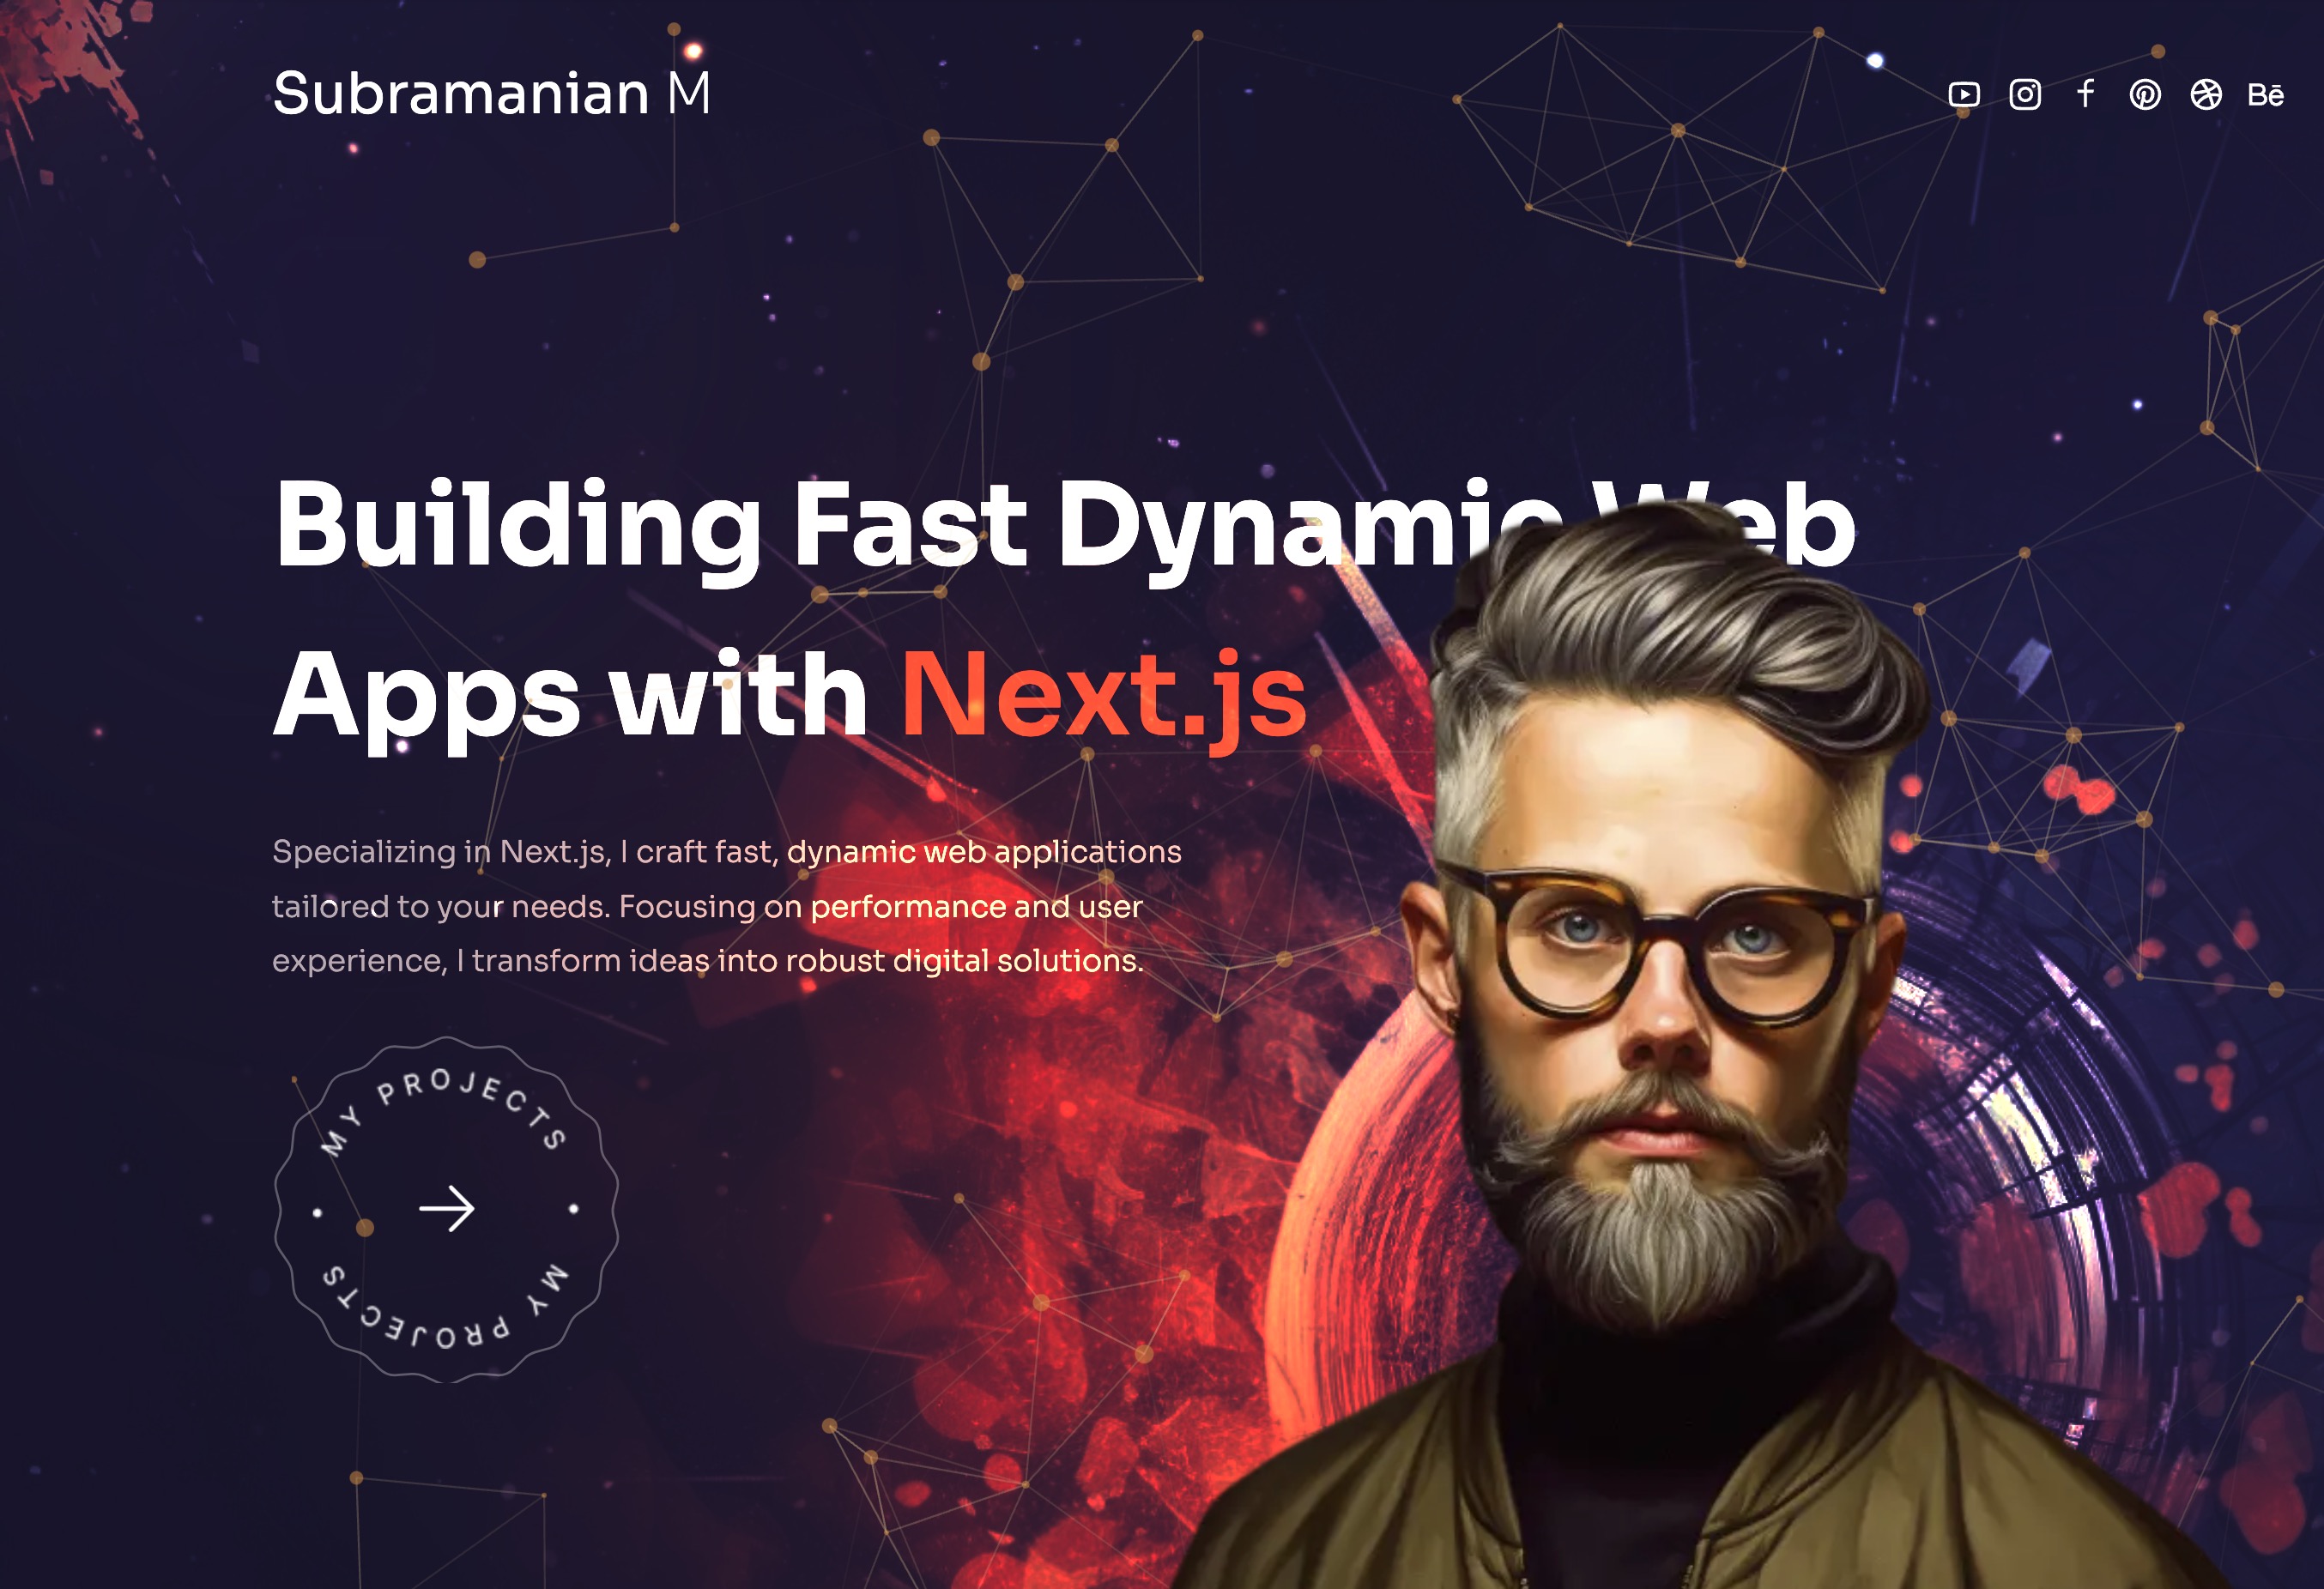 Subramanian M
Bē
Building Fast Dynamic Web
Apps with Next.js
Specializing in Next.js, I craft fast, dynamic web applications
tailored to your needs. Focusing on performance and user
experience, I transform ideas into robust digital solutions.
MY PROJECTS
MY PROJECTS